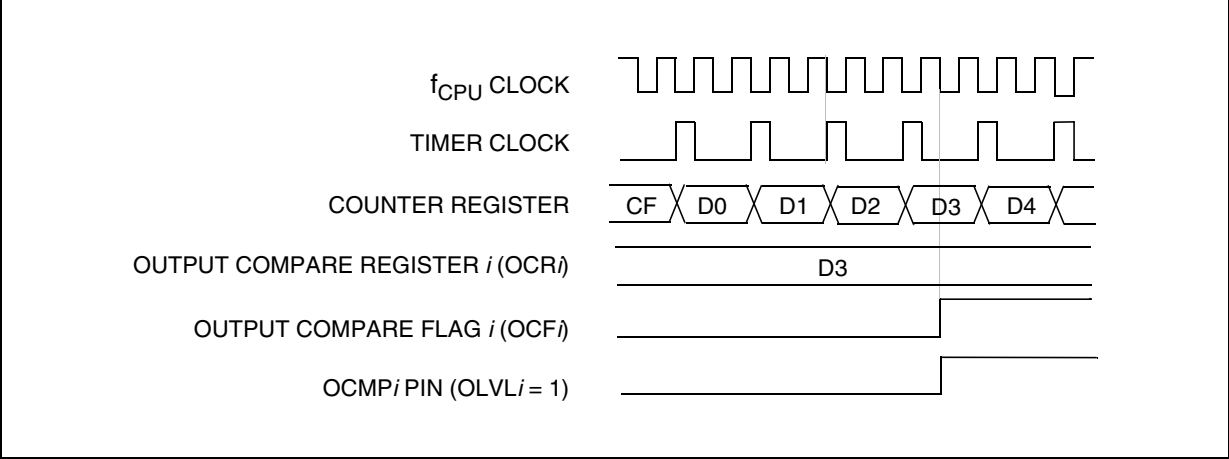 fCPU CLOCK
TIMER CLOCK
COUNTER REGISTER
CF D0 D1 D2 D3 D4
OUTPUT COMPARE REGISTER i (OCRi)
D3
OUTPUT COMPARE FLAG i (OCFi)
OCMPi PIN (OLVLi = 1)